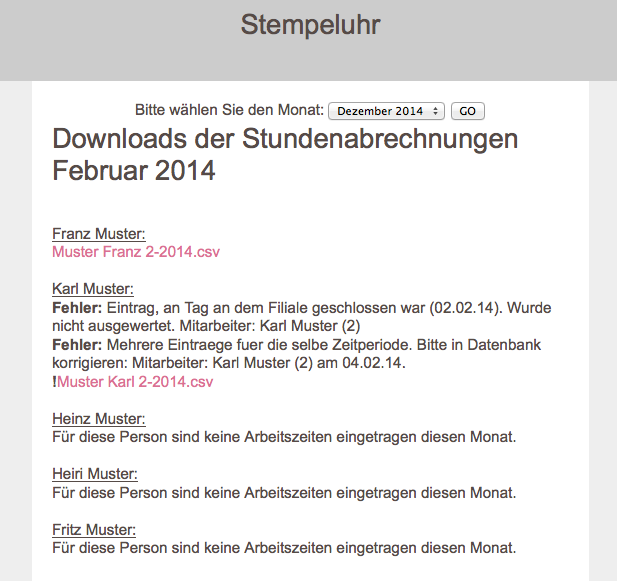 Stempeluhr
Bitte wählen Sie den Monat: Dezember 2014 GO
Downloads der Stundenabrechnungen
Februar 2014
Franz Muster:
Muster Franz 2-2014.csv
Karl Muster:
Fehler: Eintrag, an Tag an dem Filiale geschlossen war (02.02.14). Wurde
nicht ausgewertet. Mitarbeiter: Karl Muster (2)
Fehler: Mehrere Eintraege fuer die selbe Zeitperiode. Bitte in Datenbank
korrigieren: Mitarbeiter: Karl Muster (2) am 04.02.14.
!Muster Karl 2-2014.csv
Heinz Muster:
Für diese Person sind keine Arbeitszeiten eingetragen diesen Monat.
Heiri Muster:
Für diese Person sind keine Arbeitszeiten eingetragen diesen Monat.
Fritz Muster:
Für diese Person sind keine Arbeitszeiten eingetragen diesen Monat.